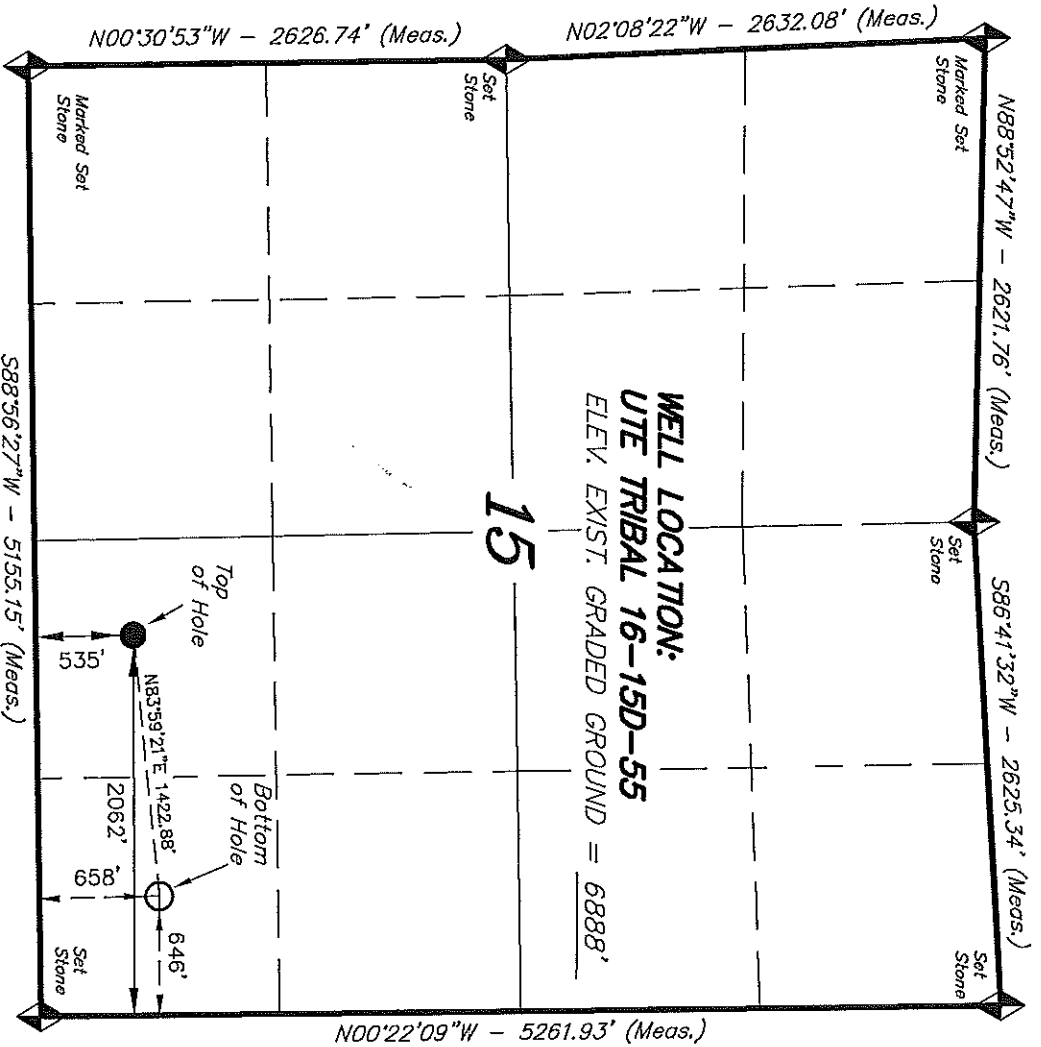 N88°52'47"W - 2621.76' (Meas.)
S86°41'32"W - 2625.34' (Meas.)
N02°08'22"W - 2632.08' (Meas.)
N00°30'53"W - 2626.74' (Meas.)
Marked Set
Stone
Set
Stone
Set
Stone
Set
Stone
WELL LOCATION:
UTE TRIBAL 16-15D-55
ELEV. EXIST. GRADED GROUND = 6888'
15
Top
of Hole
Bottom
of Hole
N83°59'21"E 1422.88'
535'
2062'
658'
646'
Marked Set
Stone
Set
Stone
S88°56'27"W - 5155.15' (Meas.)
N00°22'09"W - 5261.93' (Meas.)